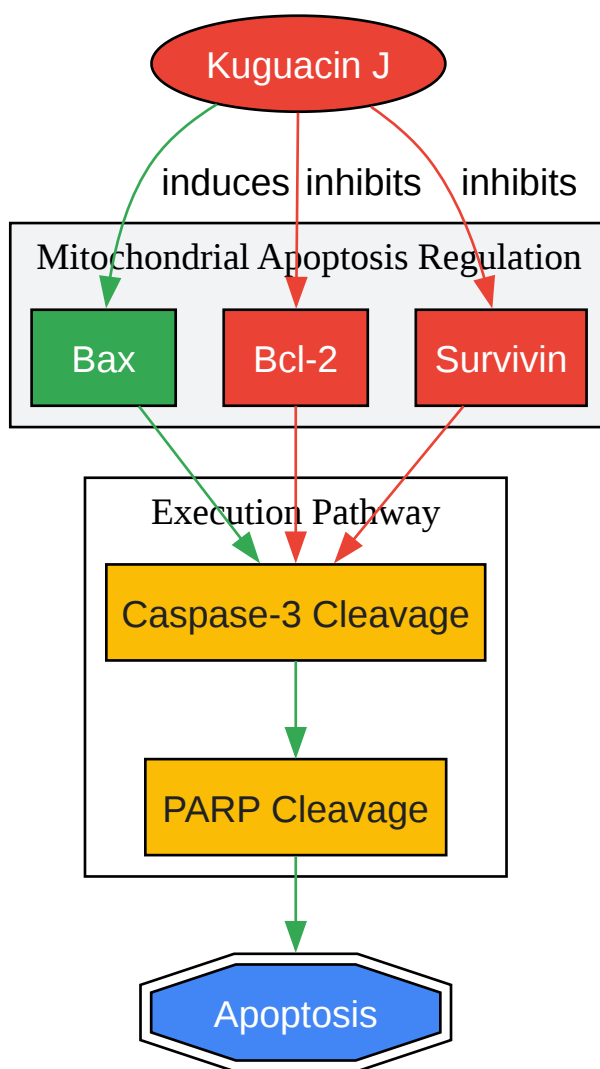 Kuguacin J
induces inhibits inhibits
Mitochondrial Apoptosis Regulation
Bax Bcl-2 Survivin
Execution Pathway
Caspase-3 Cleavage
PARP Cleavage
Apoptosis